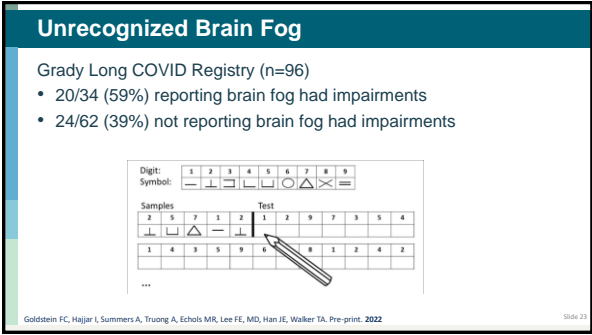 Unrecognized Brain Fog
Grady Long COVID Registry (n=96)
• 20/34 (59%) reporting brain fog had impairments
• 24/62 (39%) not reporting brain fog had impairments
Digit: 1 2 3 4 5 6 7 8 9
Symbol: — ⊥ ⊐ ∟ ⊔ ○ △ × =
Samples Test
2 5 7 1 2 1 2 9 7 3 5 4
⊥ ⊔ △ — ⊥
1 4 3 5 9 6 8 1 2 4 2
...
Goldstein FC, Hajjar I, Summers A, Truong A, Echols MR, Lee FE, MD, Han JE, Walker TA. Pre-print. 2022
Slide 23